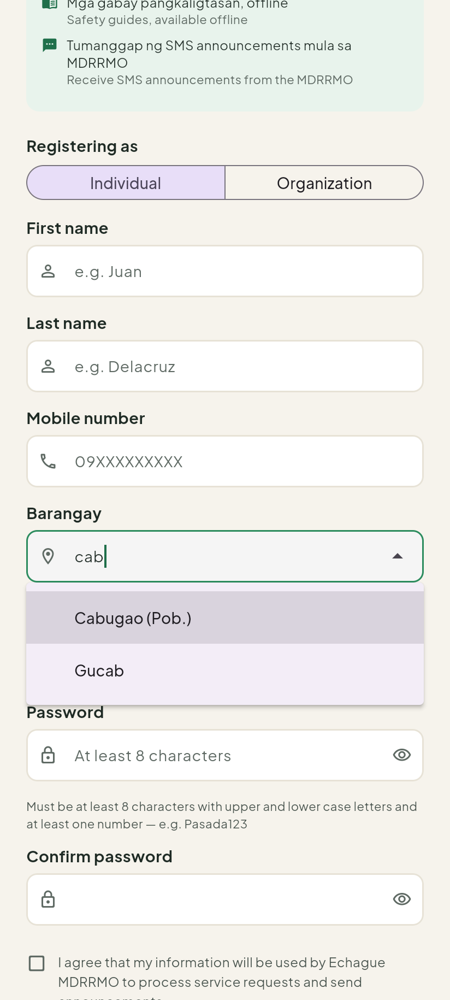 Mga gabay pangkaligtasan, offline
Safety guides, available offline
Tumanggap ng SMS announcements mula sa
MDRRMO
Receive SMS announcements from the MDRRMO
Registering as
Individual
Organization
First name
e.g. Juan
Last name
e.g. Delacruz
Mobile number
09XXXXXXXXX
Barangay
cab
Cabugao (Pob.)
Gucab
Password
At least 8 characters
Must be at least 8 characters with upper and lower case letters and
at least one number — e.g. Pasada123
Confirm password
I agree that my information will be used by Echague
MDRRMO to process service requests and send
announcements.